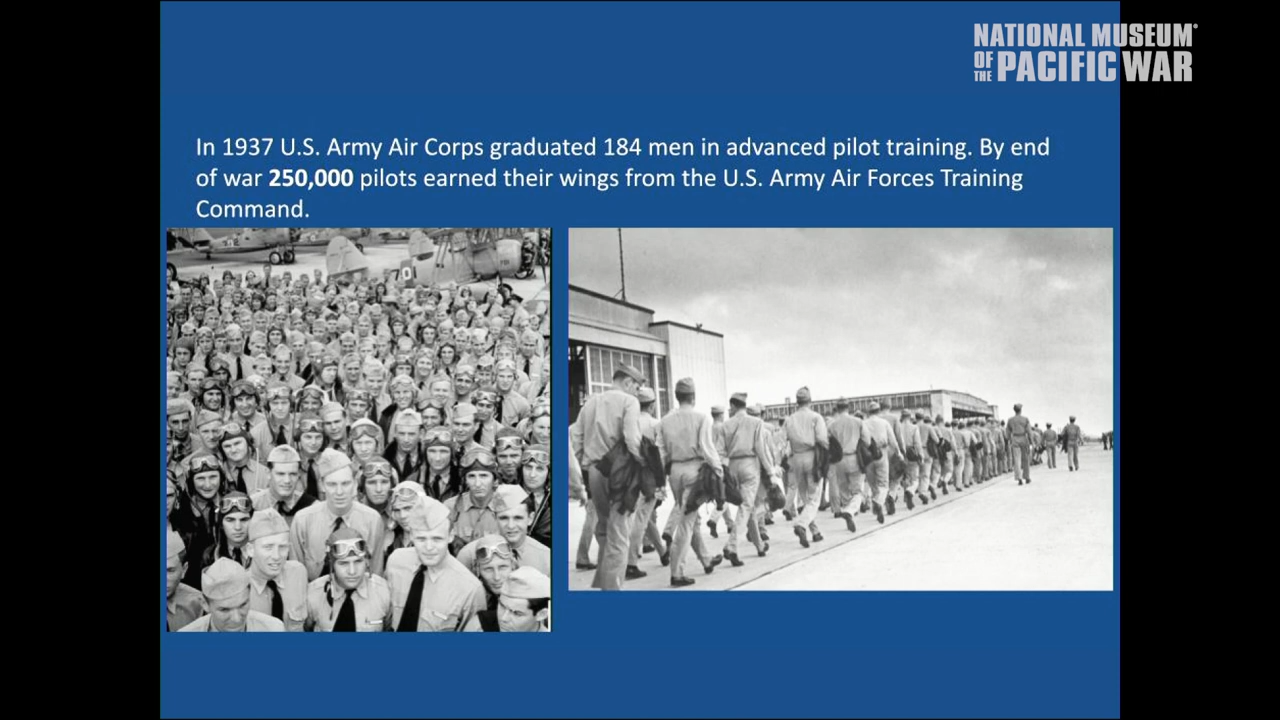 NATIONAL MUSEUM
OF THE PACIFIC WAR
In 1937 U.S. Army Air Corps graduated 184 men in advanced pilot training. By end
of war 250,000 pilots earned their wings from the U.S. Army Air Forces Training
Command.
70